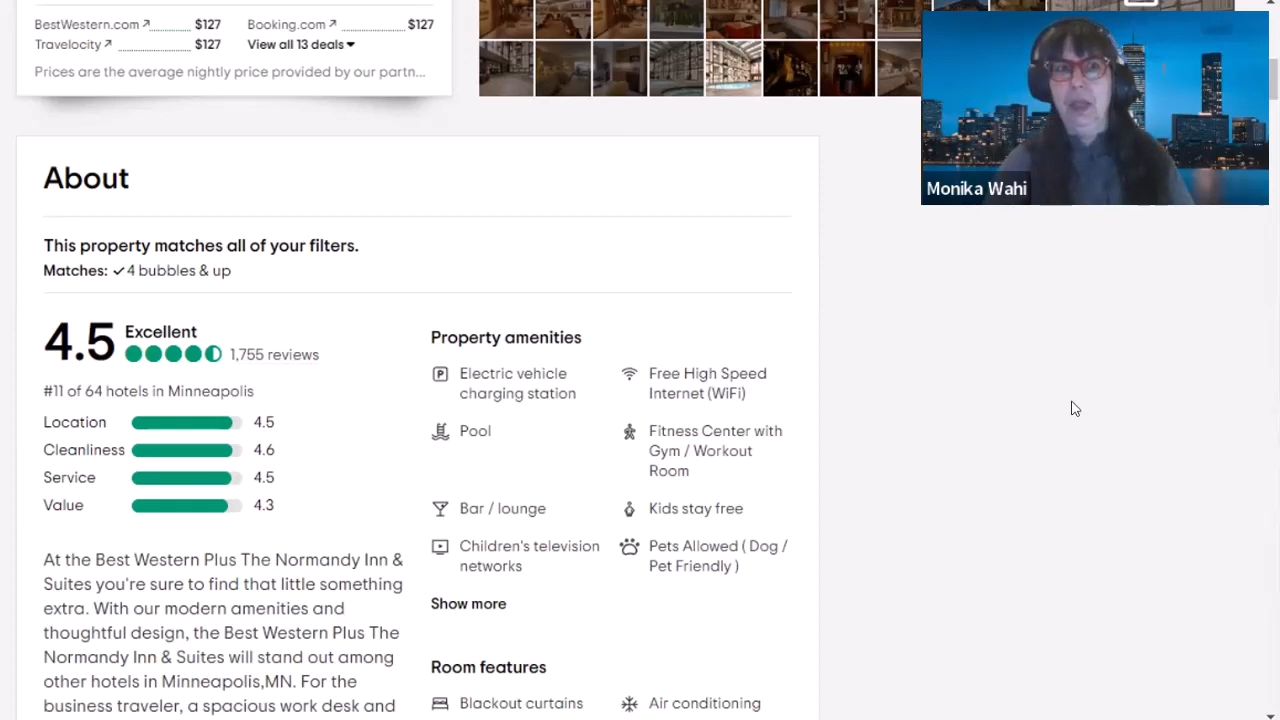 BestWestern.com $127 Booking.com $127
Travelocity $127 View all 13 deals
Prices are the average nightly price provided by our partn...
Monika Wahi
About
This property matches all of your filters.
Matches: ✓ 4 bubbles & up
4.5 Excellent
1,755 reviews
#11 of 64 hotels in Minneapolis
Location 4.5
Cleanliness 4.6
Service 4.5
Value 4.3
At the Best Western Plus The Normandy Inn &
Suites you're sure to find that little something
extra. With our modern amenities and
thoughtful design, the Best Western Plus The
Normandy Inn & Suites will stand out among
other hotels in Minneapolis,MN. For the
business traveler, a spacious work desk and
Property amenities
Electric vehicle
charging station
Free High Speed
Internet (WiFi)
Pool
Fitness Center with
Gym / Workout
Room
Bar / lounge
Kids stay free
Children's television
networks
Pets Allowed ( Dog /
Pet Friendly )
Show more
Room features
Blackout curtains
Air conditioning